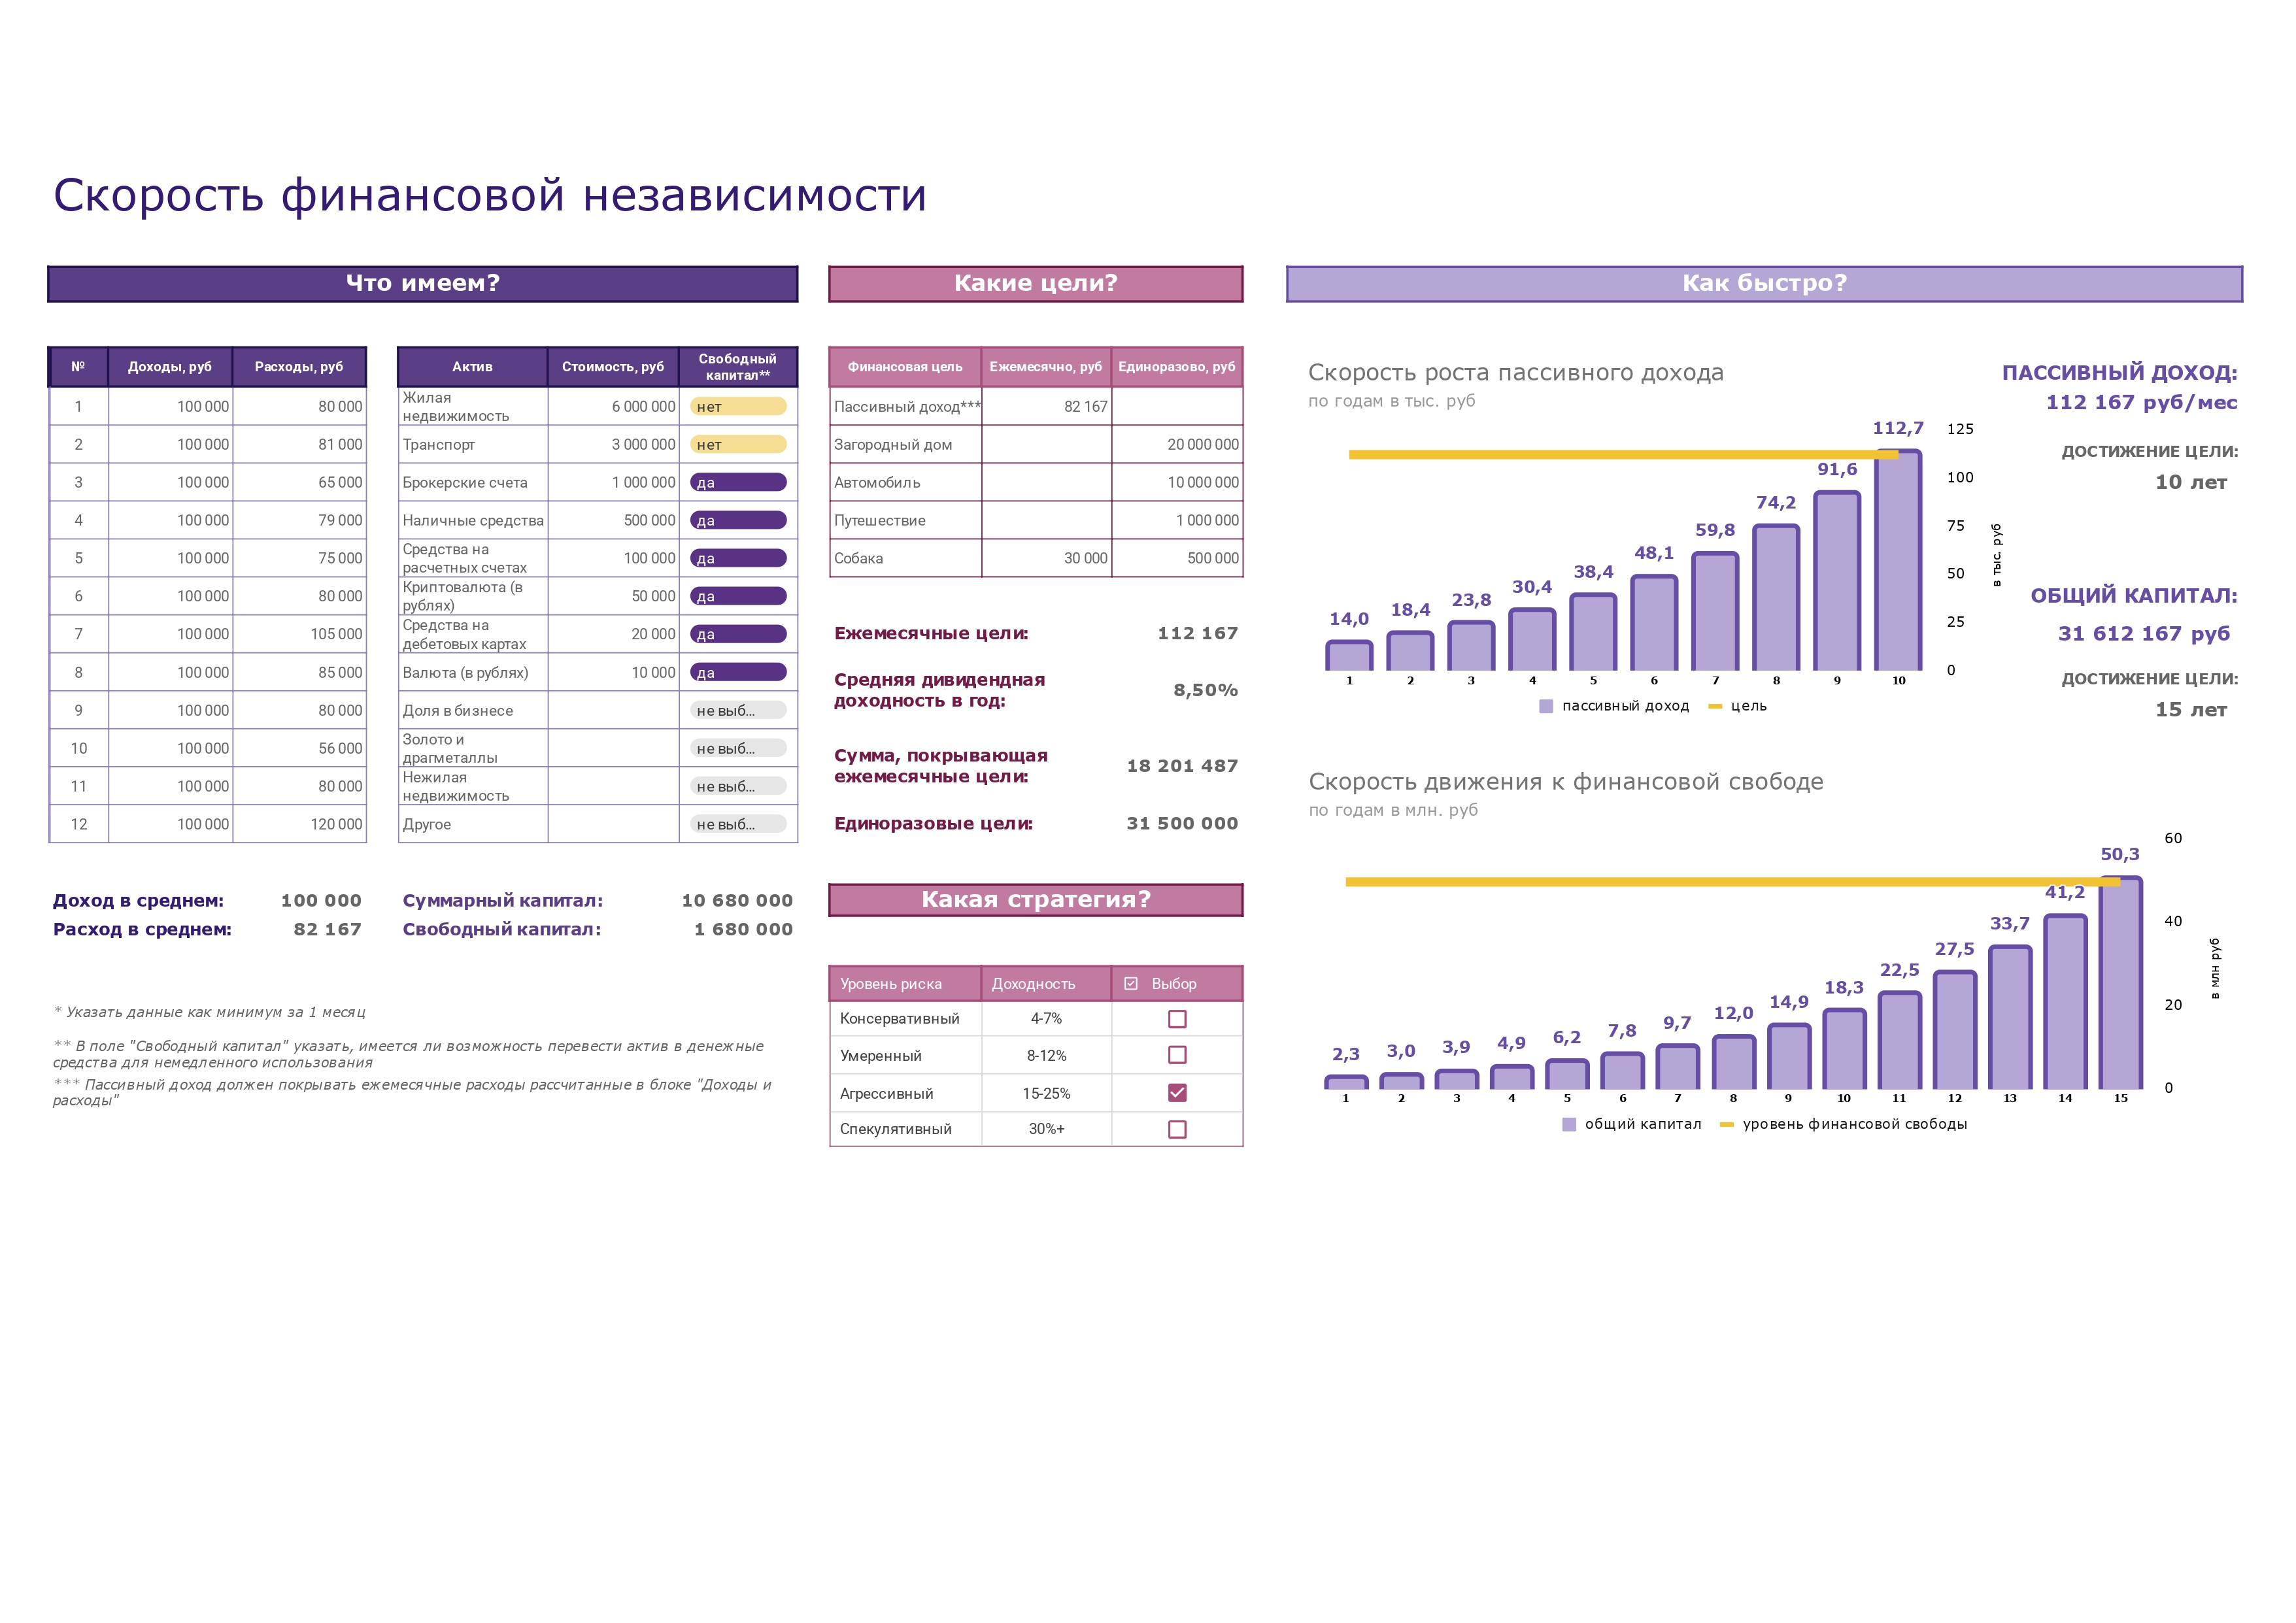 Скорость финансовой независимости
Что имеем?
№ Доходы, руб Расходы, руб
1 100 000 80 000
2 100 000 81 000
3 100 000 65 000
4 100 000 79 000
5 100 000 75 000
6 100 000 80 000
7 100 000 105 000
8 100 000 85 000
9 100 000 80 000
10 100 000 56 000
11 100 000 80 000
12 100 000 120 000
Доход в среднем: 100 000
Расход в среднем: 82 167
Актив Стоимость, руб Свободный
капитал**
Жилая
недвижимость 6 000 000 нет
Транспорт 3 000 000 нет
Брокерские счета 1 000 000 да
Наличные средства 500 000 да
Средства на
расчетных счетах 100 000 да
Криптовалюта (в
рублях) 50 000 да
Средства на
дебетовых картах 20 000 да
Валюта (в рублях) 10 000 да
Доля в бизнесе не выб...
Золото и
драгметаллы не выб...
Нежилая
недвижимость не выб...
Другое не выб...
Суммарный капитал: 10 680 000
Свободный капитал: 1 680 000
* Указать данные как минимум за 1 месяц
** В поле "Свободный капитал" указать, имеется ли возможность перевести актив в денежные
средства для немедленного использования
*** Пассивный доход должен покрывать ежемесячные расходы рассчитанные в блоке "Доходы и
расходы"
Какие цели?
Финансовая цель Ежемесячно, руб Единоразово, руб
Пассивный доход*** 82 167
Загородный дом 20 000 000
Автомобиль 10 000 000
Путешествие 1 000 000
Собака 30 000 500 000
Ежемесячные цели: 112 167
Средняя дивидендная
доходность в год: 8,50%
Сумма, покрывающая
ежемесячные цели: 18 201 487
Единоразовые цели: 31 500 000
Какая стратегия?
Уровень риска Доходность Выбор
Консервативный 4-7%
Умеренный 8-12%
Агрессивный 15-25%
Спекулятивный 30%+
Как быстро?
Скорость роста пассивного дохода
по годам в тыс. руб
14,0 18,4 23,8 30,4 38,4 48,1 59,8 74,2 91,6 112,7
125
100
75
50
25
0
в тыс. руб
1 2 3 4 5 6 7 8 9 10
пассивный доход цель
ПАССИВНЫЙ ДОХОД:
112 167 руб/мес
ДОСТИЖЕНИЕ ЦЕЛИ:
10 лет
ОБЩИЙ КАПИТАЛ:
31 612 167 руб
ДОСТИЖЕНИЕ ЦЕЛИ:
15 лет
Скорость движения к финансовой свободе
по годам в млн. руб
2,3 3,0 3,9 4,9 6,2 7,8 9,7 12,0 14,9 18,3 22,5 27,5 33,7 41,2 50,3
60
40
20
0
в млн руб
1 2 3 4 5 6 7 8 9 10 11 12 13 14 15
общий капитал уровень финансовой свободы